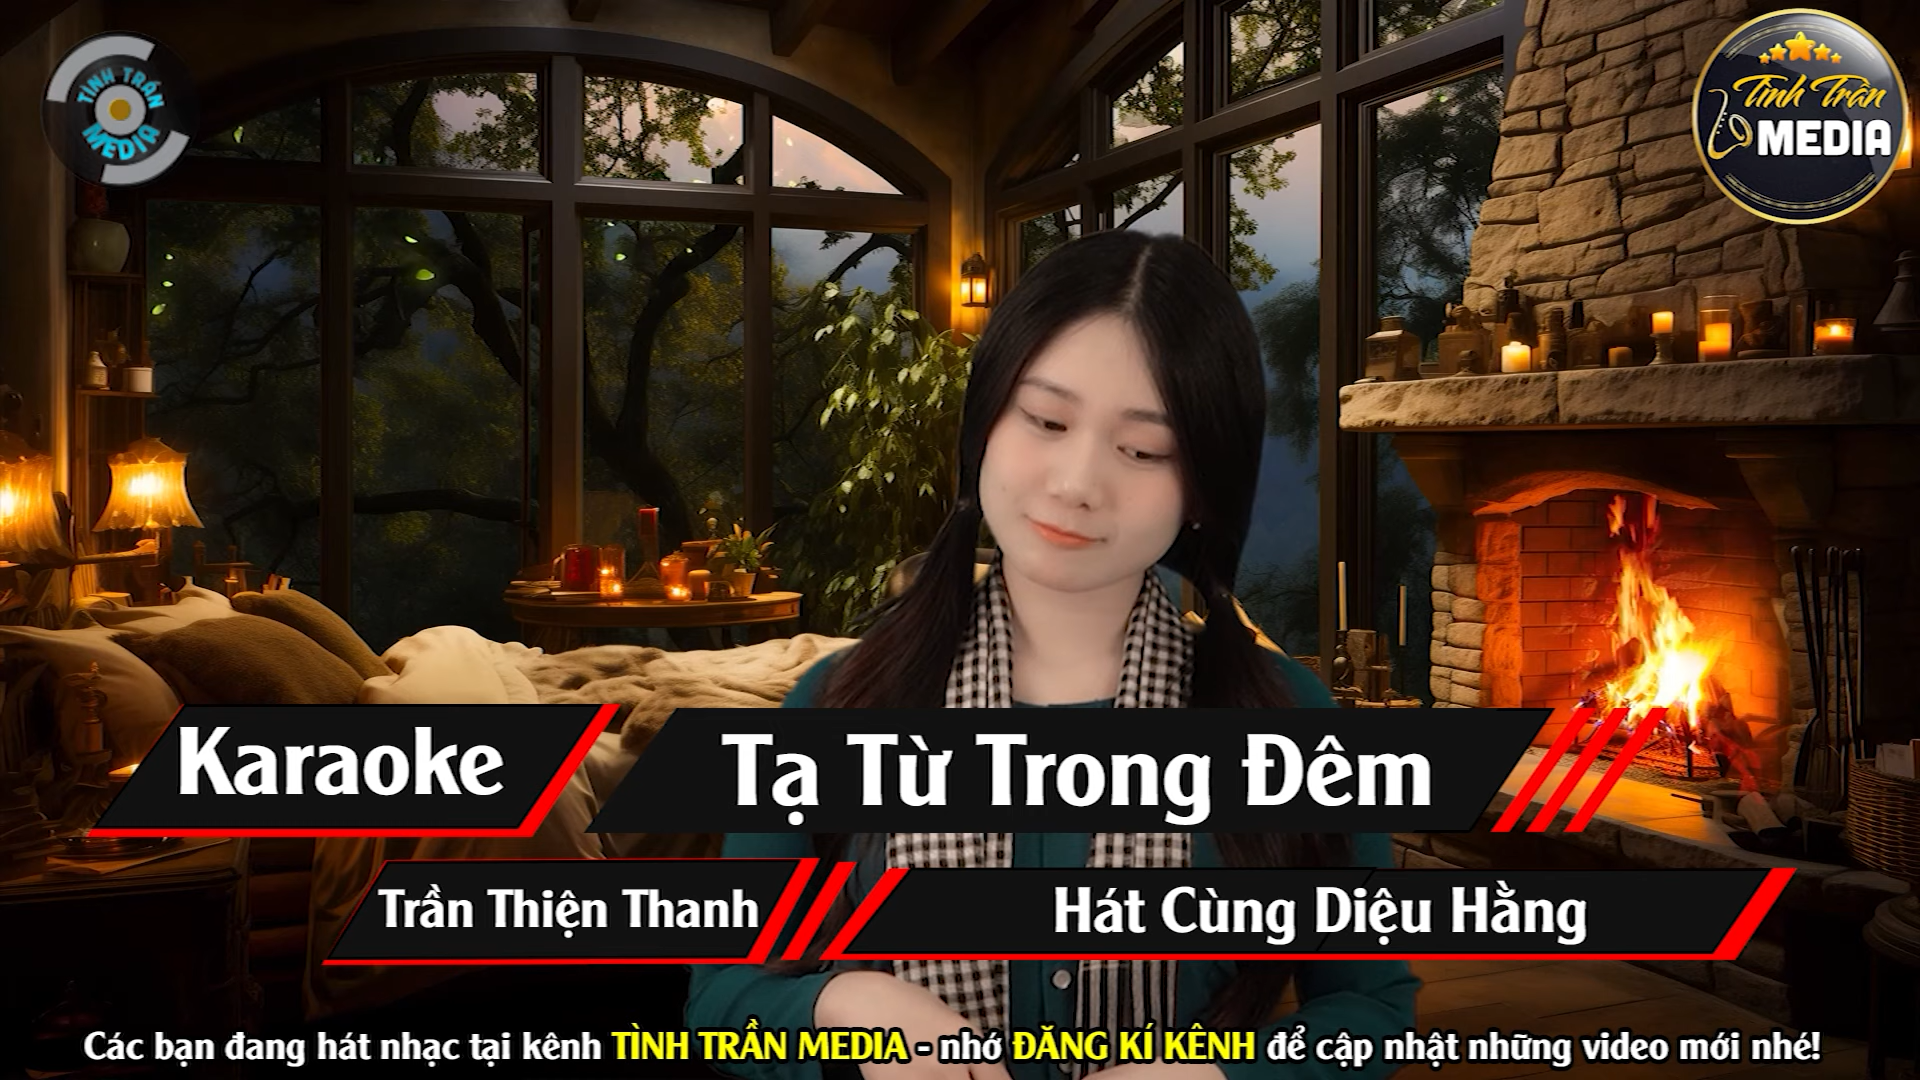 TÌNH TRẦN
MEDIA
Tình Trần
MEDIA
Karaoke
Tạ Từ Trong Đêm
Trần Thiện Thanh
Hát Cùng Diệu Hằng
Các bạn đang hát nhạc tại kênh TÌNH TRẦN MEDIA - nhớ ĐĂNG KÍ KÊNH để cập nhật những video mới nhé!